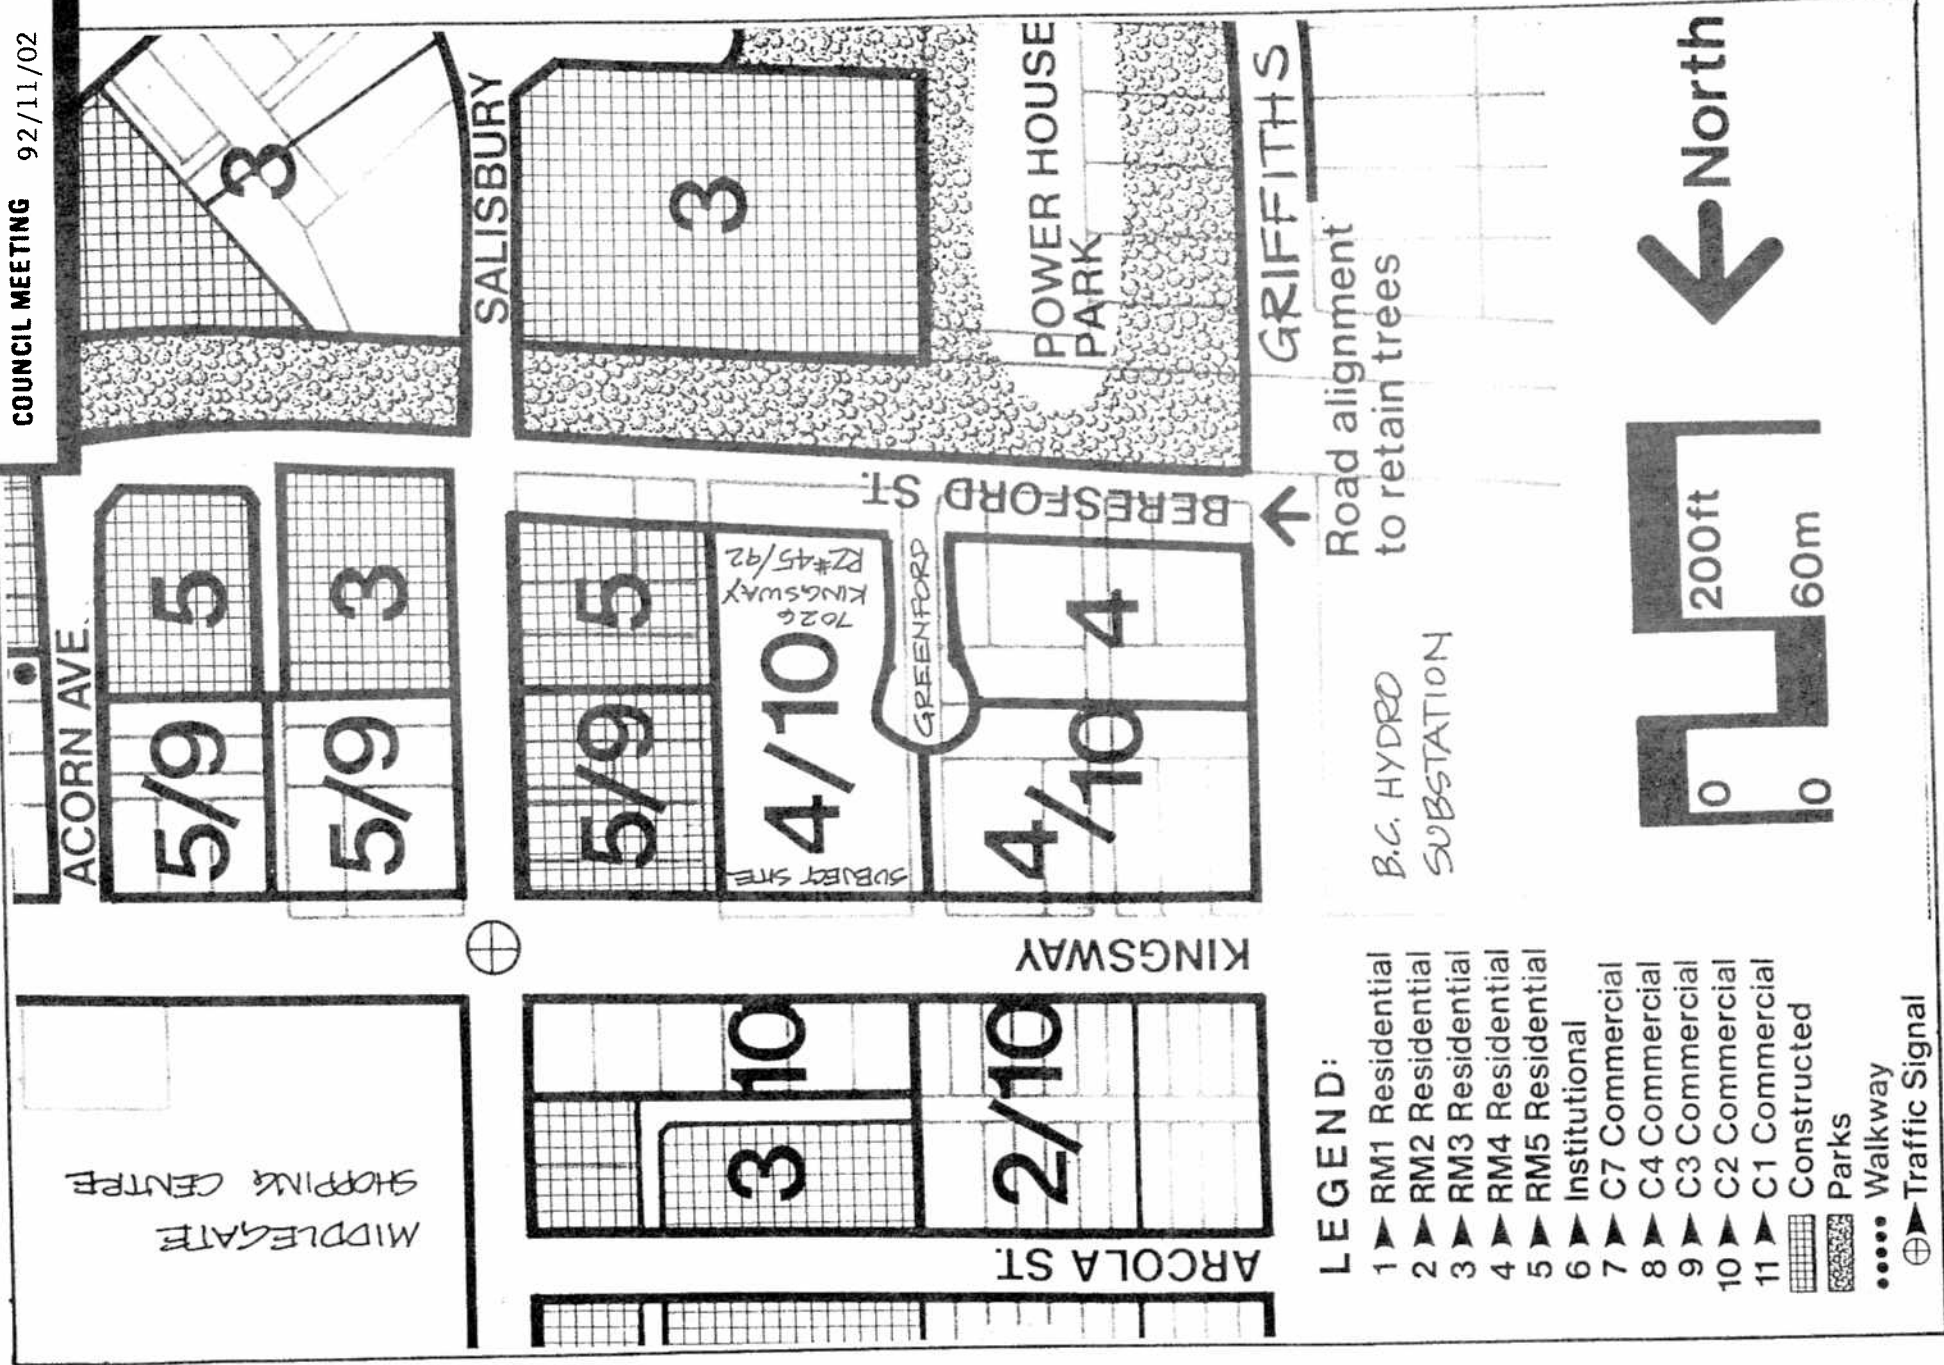 COUNCIL MEETING 92/11/02
ACORN AVE.
5
3
5/9
5/9
3
SALISBURY
3
5
5/9
4/10
7026
KINGSWAY
RZ#45/92
SUBJECT SITE
GREENFORD
4
4/10
BERESFORD ST.
POWER HOUSE
PARK
GRIFFITHS
Road alignment
to retain trees
B.C. HYDRO
SUBSTATION
North
KINGSWAY
MIDDLEGATE
SHOPPING CENTRE
10
3
2/10
ARCOLA ST.
0 200ft
0 60m
LEGEND:
1 RM1 Residential
2 RM2 Residential
3 RM3 Residential
4 RM4 Residential
5 RM5 Residential
6 Institutional
7 C7 Commercial
8 C4 Commercial
9 C3 Commercial
10 C2 Commercial
11 C1 Commercial
Constructed
Parks
Walkway
Traffic Signal